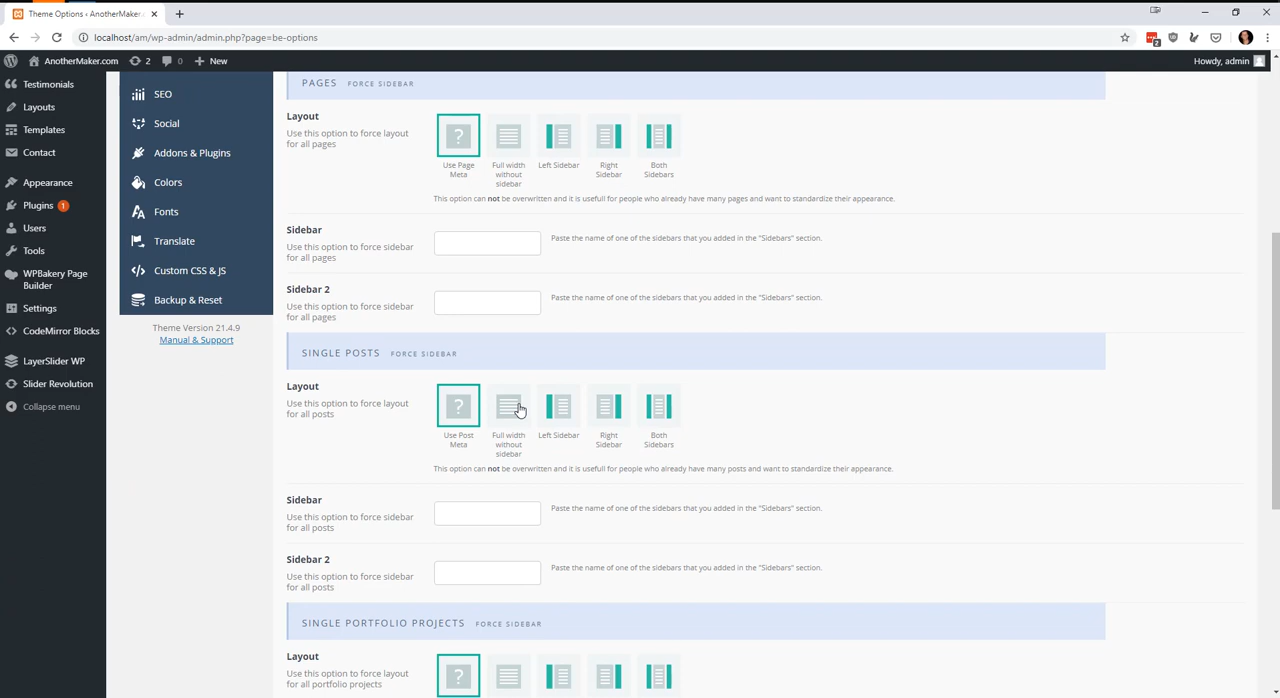 Theme Options ‹ AnotherMaker
localhost/am/wp-admin/admin.php?page=be-options
2
AnotherMaker.com 2 0 New Howdy, admin
Testimonials
Layouts
Templates
Contact
Appearance
Plugins 1
Users
Tools
WPBakery Page
Builder
Settings
CodeMirror Blocks
LayerSlider WP
Slider Revolution
Collapse menu
SEO
Social
Addons & Plugins
Colors
Fonts
Translate
Custom CSS & JS
Backup & Reset
Theme Version 21.4.9
Manual & Support
PAGES FORCE SIDEBAR
Layout
Use this option to force layout
for all pages
?
Use Page
Meta
Full width
without
sidebar
Left Sidebar
Right
Sidebar
Both
Sidebars
This option can not be overwritten and it is usefull for people who already have many pages and want to standardize their appearance.
Sidebar
Use this option to force sidebar
for all pages
Paste the name of one of the sidebars that you added in the "Sidebars" section.
Sidebar 2
Use this option to force sidebar
for all pages
Paste the name of one of the sidebars that you added in the "Sidebars" section.
SINGLE POSTS FORCE SIDEBAR
Layout
Use this option to force layout
for all posts
?
Use Post
Meta
Full width
without
sidebar
Left Sidebar
Right
Sidebar
Both
Sidebars
This option can not be overwritten and it is usefull for people who already have many posts and want to standardize their appearance.
Sidebar
Use this option to force sidebar
for all posts
Paste the name of one of the sidebars that you added in the "Sidebars" section.
Sidebar 2
Use this option to force sidebar
for all posts
Paste the name of one of the sidebars that you added in the "Sidebars" section.
SINGLE PORTFOLIO PROJECTS FORCE SIDEBAR
Layout
Use this option to force layout
for all portfolio projects
?